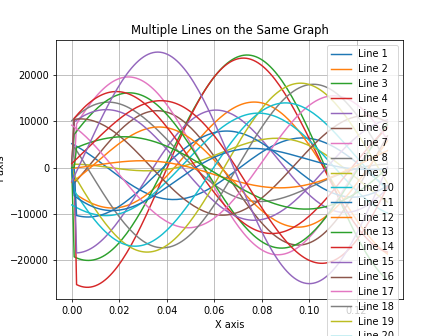 Multiple Lines on the Same Graph
20000
10000
0
−10000
−20000
0.00
0.02
0.04
0.06
0.08
0.10
X axis
Line 1
Line 2
Line 3
Line 4
Line 5
Line 6
Line 7
Line 8
Line 9
Line 10
Line 11
Line 12
Line 13
Line 14
Line 15
Line 16
Line 17
Line 18
Line 19
Line 20